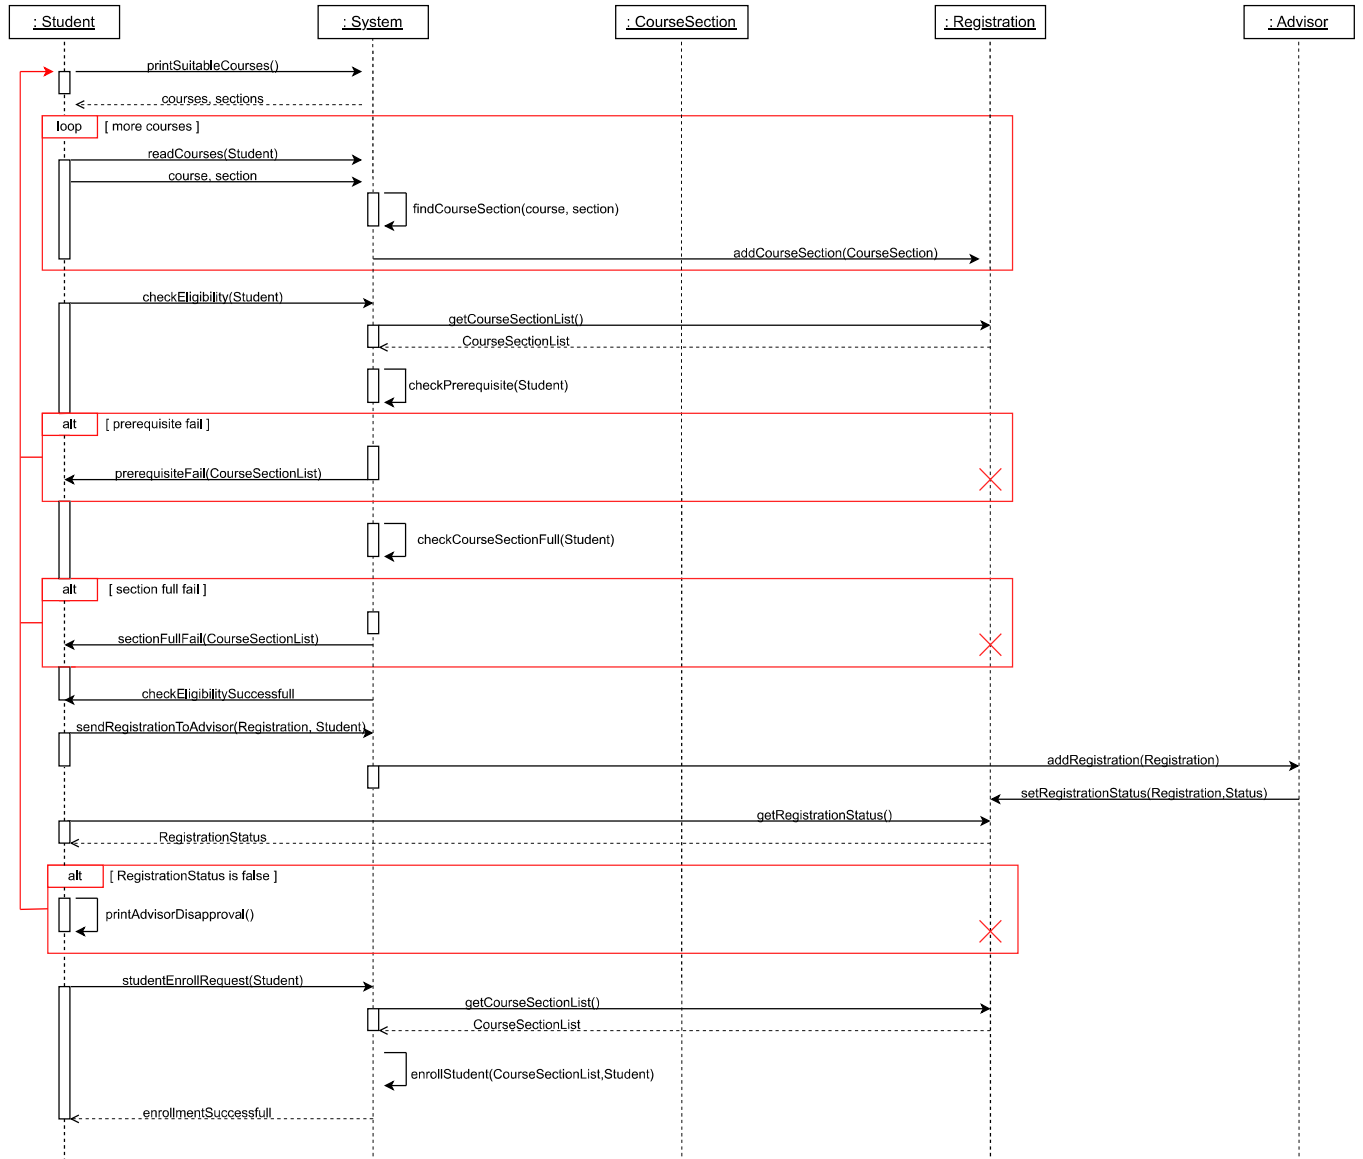 : Student
: System
: CourseSection
: Registration
: Advisor
printSuitableCourses()
courses, sections
loop
[ more courses ]
readCourses(Student)
course, section
findCourseSection(course, section)
addCourseSection(CourseSection)
checkEligibility(Student)
getCourseSectionList()
CourseSectionList
checkPrerequisite(Student)
alt
[ prerequisite fail ]
prerequisiteFail(CourseSectionList)
checkCourseSectionFull(Student)
alt
[ section full fail ]
sectionFullFail(CourseSectionList)
checkEligibilitySuccessfull
sendRegistrationToAdvisor(Registration, Student)
addRegistration(Registration)
setRegistrationStatus(Registration,Status)
getRegistrationStatus()
RegistrationStatus
alt
[ RegistrationStatus is false ]
printAdvisorDisapproval()
studentEnrollRequest(Student)
getCourseSectionList()
CourseSectionList
enrollStudent(CourseSectionList,Student)
enrollmentSuccessfull